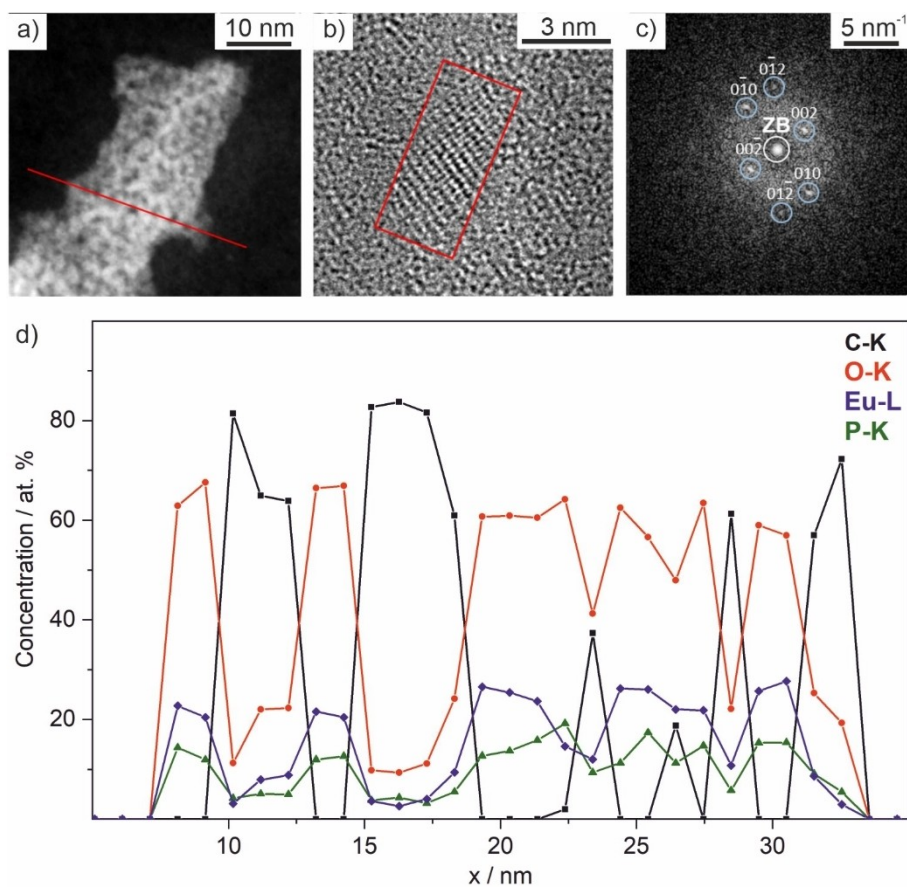 a)
10 nm
b)
3 nm
c)
5 nm⁻¹
01̄2
01̄0
002
ZB
002̄
010
012̄
d)
C-K
O-K
Eu-L
P-K
Concentration / at. %
80
60
40
20
10
15
20
25
30
x / nm